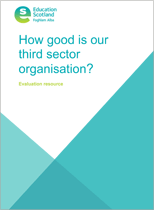 Education
Scotland
Foghlam Alba
How good is our
third sector
organisation?
Evaluation resource